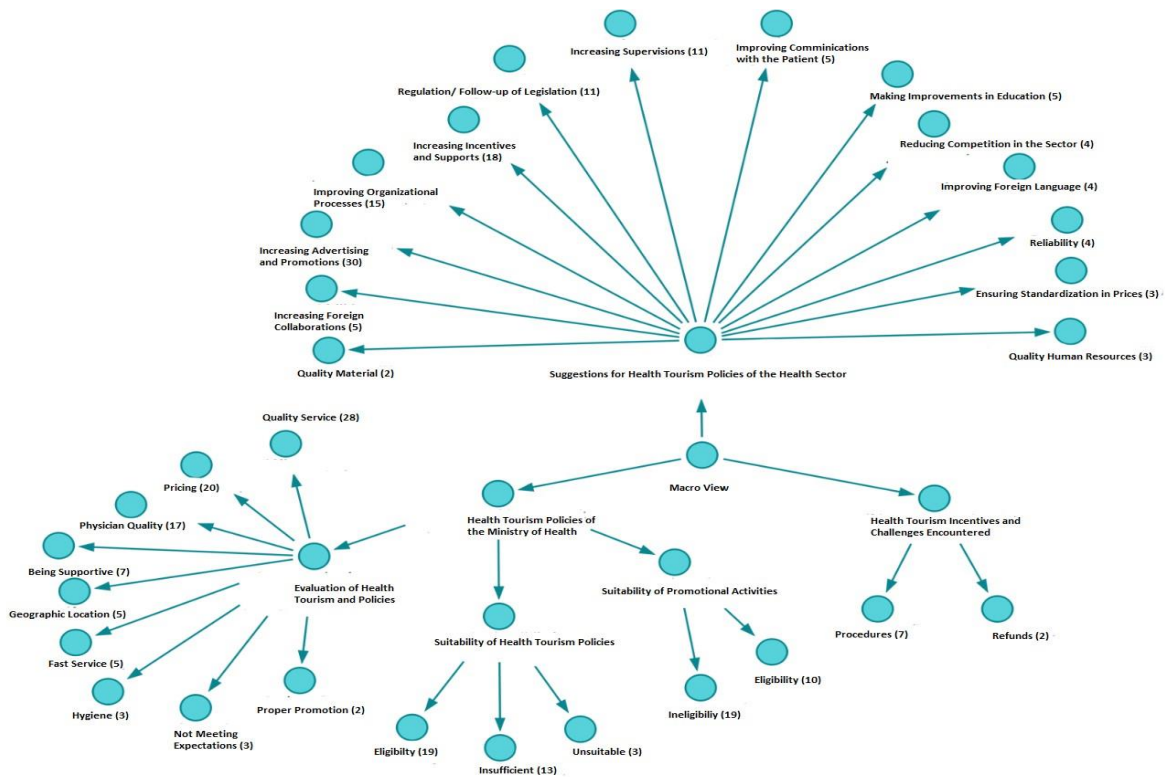 Increasing Supervisions (11)
Improving Comminications
with the Patient (5)
Regulation/ Follow-up of Legislation (11)
Making Improvements in Education (5)
Increasing Incentives
and Supports (18)
Reducing Competition in the Sector (4)
Improving Organizational
Processes (15)
Improving Foreign Language (4)
Increasing Advertising
and Promotions (30)
Reliability (4)
Increasing Foreign
Collaborations (5)
Ensuring Standardization in Prices (3)
Quality Material (2)
Quality Human Resources (3)
Suggestions for Health Tourism Policies of the Health Sector
Quality Service (28)
Pricing (20)
Physician Quality (17)
Being Supportive (7)
Geographic Location (5)
Fast Service (5)
Hygiene (3)
Not Meeting
Expectations (3)
Proper Promotion (2)
Evaluation of Health
Tourism and Policies
Macro View
Health Tourism Policies of
the Ministry of Health
Health Tourism Incentives and
Challenges Encountered
Suitability of Promotional Activities
Suitability of Health Tourism Policies
Procedures (7)
Refunds (2)
Eligibility (10)
Ineligibiliy (19)
Eligibilty (19)
Insufficient (13)
Unsuitable (3)